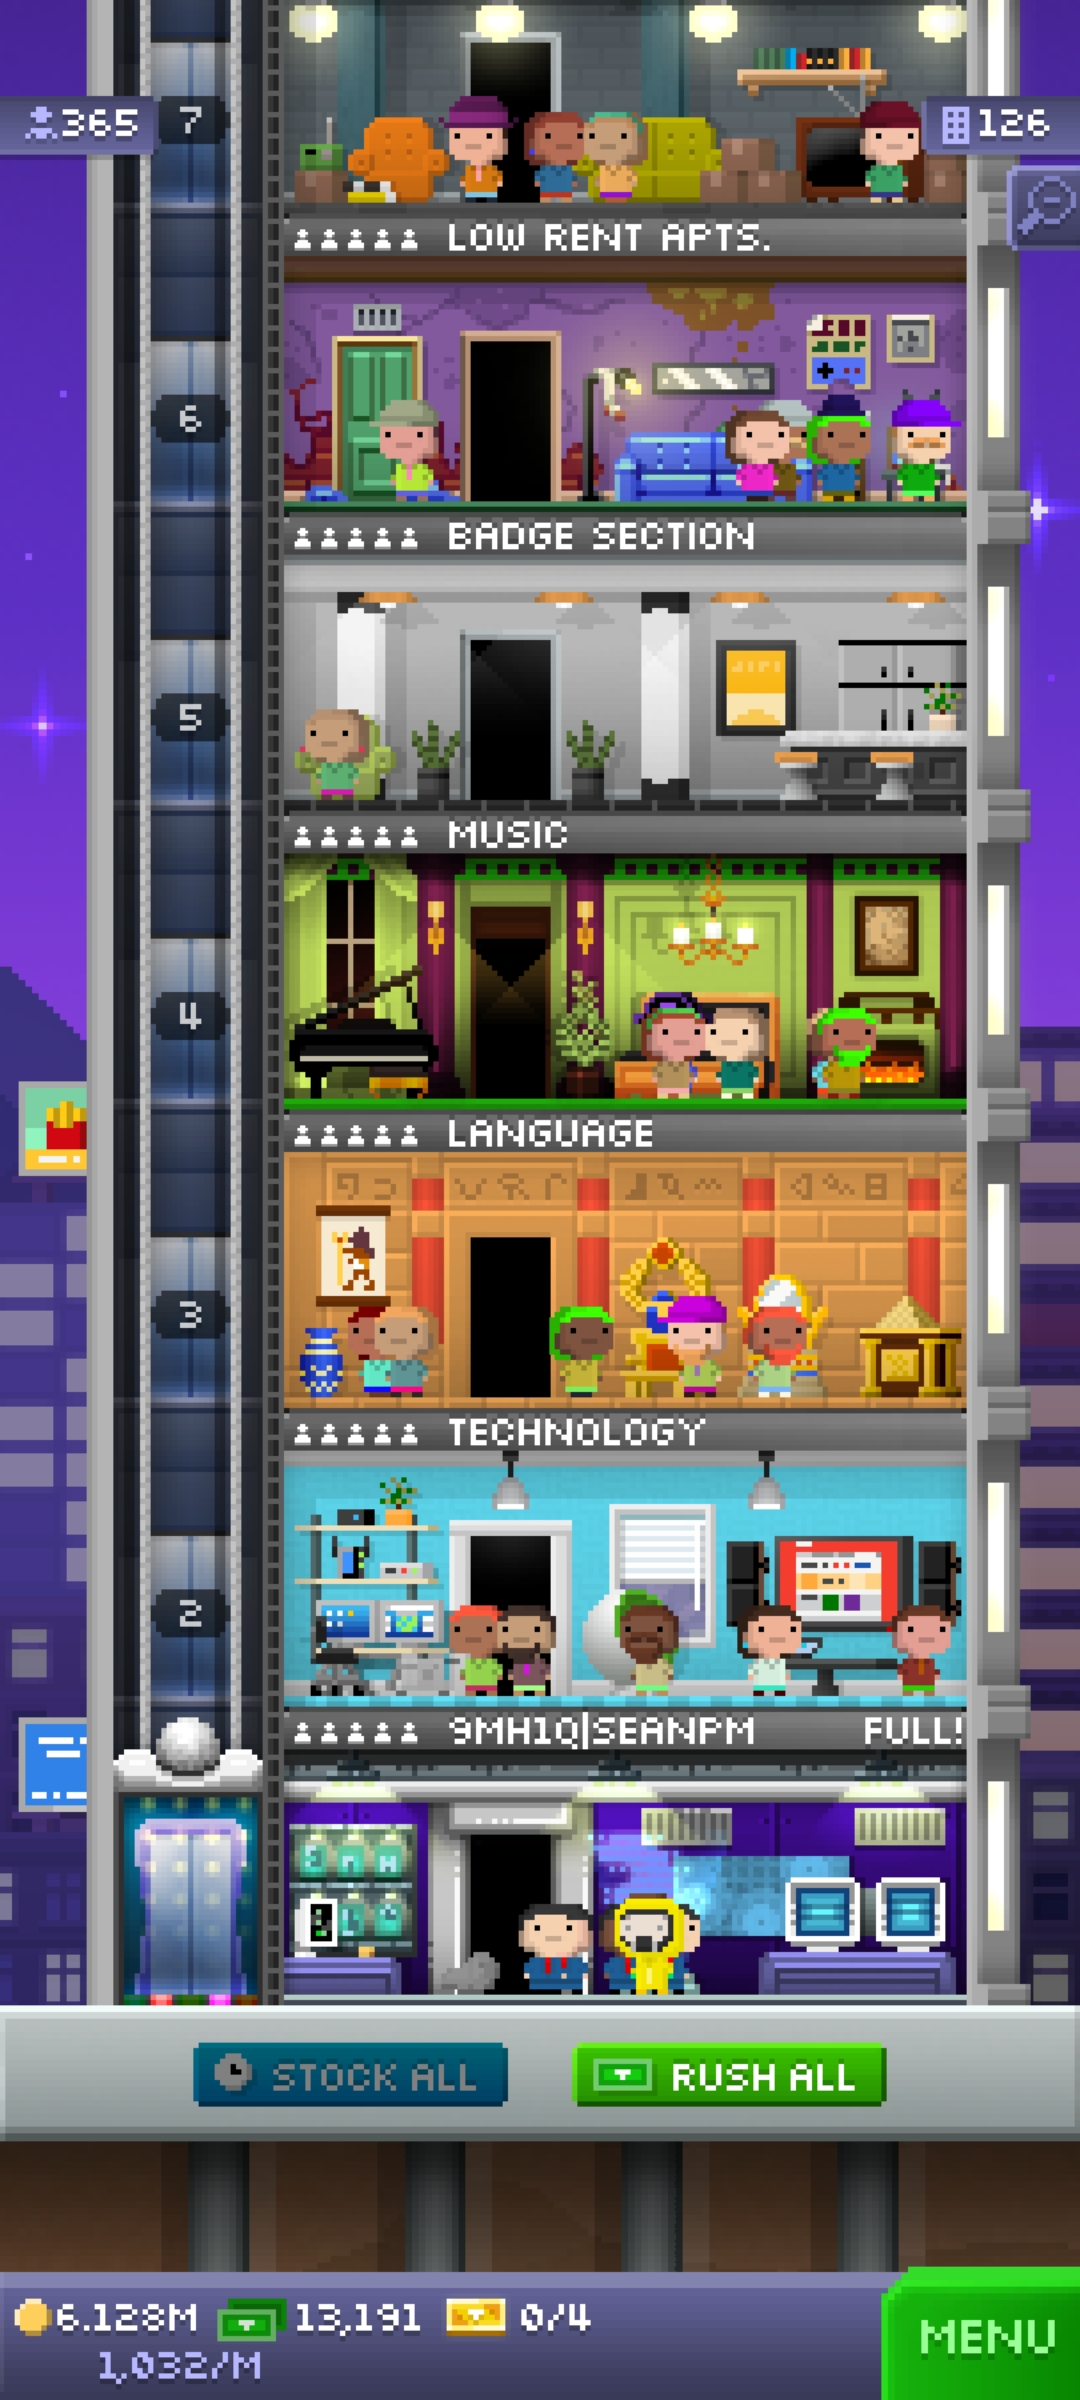 7
365
126
LOW RENT APTS.
6
BADGE SECTION
5
MUSIC
4
LANGUAGE
3
TECHNOLOGY
2
9MH1Q|SEANPM FULL!
STOCK ALL
RUSH ALL
6.128M 13,191 0/4
1,032/M
MENU